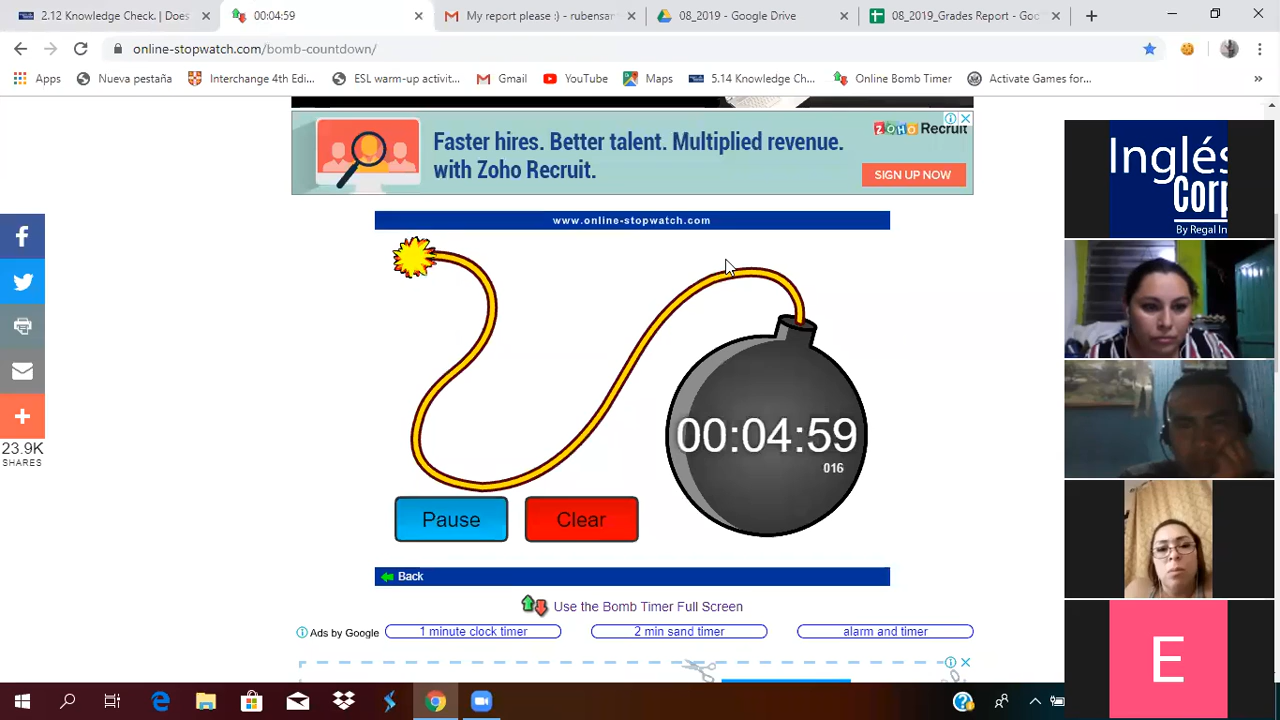 2.12 Knowledge Check. | Does
00:04:59
My report please :) - rubensar
08_2019 - Google Drive
08_2019_Grades Report - Goo
online-stopwatch.com/bomb-countdown/
Apps
Nueva pestaña
Interchange 4th Edi...
ESL warm-up activit...
Gmail
YouTube
Maps
5.14 Knowledge Ch...
Online Bomb Timer
Activate Games for...
Faster hires. Better talent. Multiplied revenue.
with Zoho Recruit.
ZOHO Recruit
SIGN UP NOW
www.online-stopwatch.com
23.9K
SHARES
00:04:59
016
Pause
Clear
Back
Use the Bomb Timer Full Screen
Ads by Google
1 minute clock timer
2 min sand timer
alarm and timer
Inglés
Corp
By Regal In
E